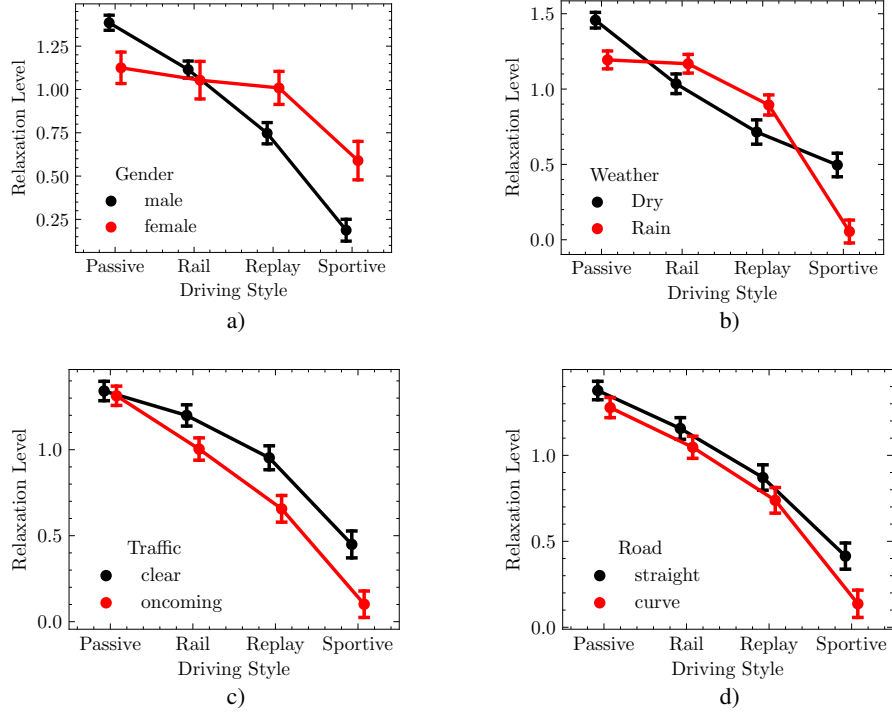 1.25
1.00
0.75
0.50
0.25
Relaxation Level
Gender
male
female
Passive Rail Replay Sportive
Driving Style
a)
1.5
1.0
0.5
0.0
Relaxation Level
Weather
Dry
Rain
Passive Rail Replay Sportive
Driving Style
b)
1.0
0.5
0.0
Relaxation Level
Traffic
clear
oncoming
Passive Rail Replay Sportive
Driving Style
c)
1.0
0.5
0.0
Relaxation Level
Road
straight
curve
Passive Rail Replay Sportive
Driving Style
d)